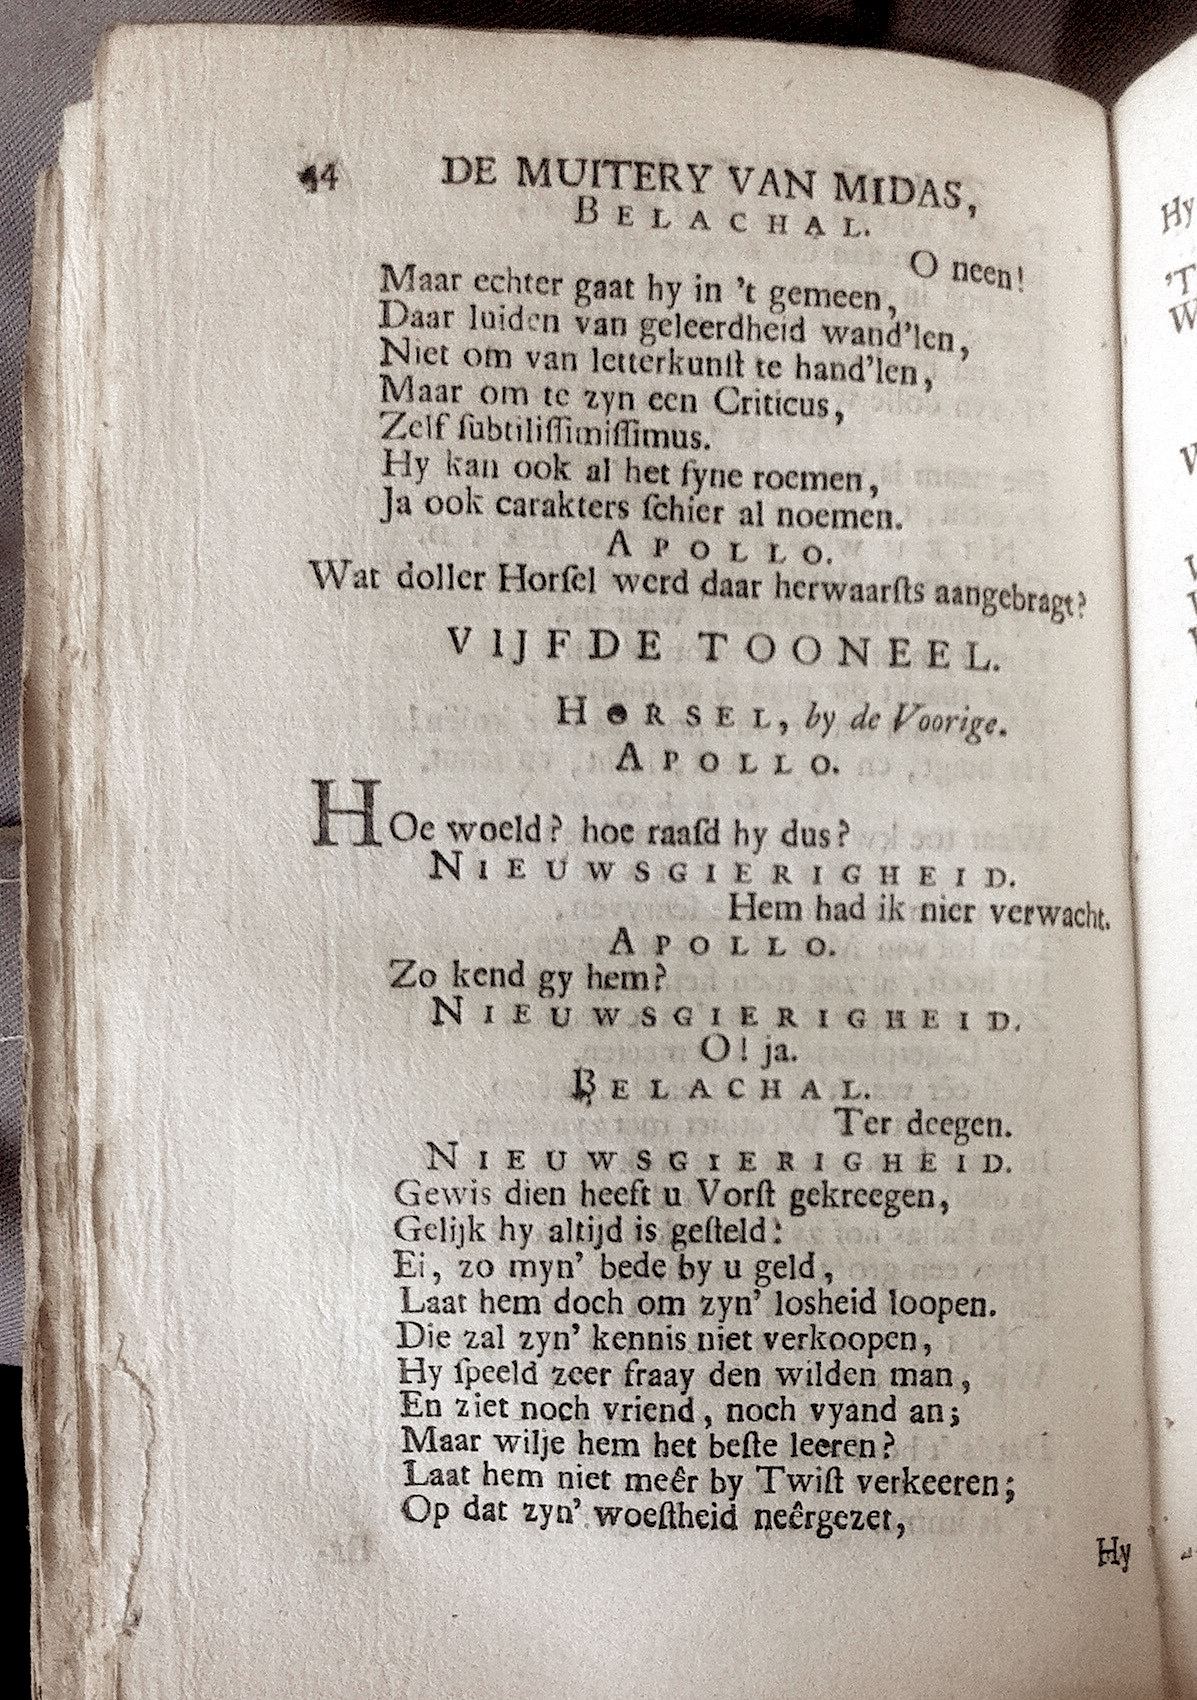 44 DE MUITERY VAN MIDAS,
BELACHAL.
O neen!
Maar echter gaat hy in 't gemeen,
Daar luiden van geleerdheid wand'len,
Niet om van letterkunſt te hand'len,
Maar om te zyn een Criticus,
Zelf ſubtiliſſimiſſimus.
Hy kan ook al het fyne roemen,
Ja ook carakters ſchier al noemen.
APOLLO.
Wat doller Horſel werd daar herwaarſts aangebragt?
VIJFDE TOONEEL.
HORSEL, by de Voorige.
APOLLO.
HOe woeld? hoe raaſd hy dus?
NIEUWSGIERIGHEID.
Hem had ik nier verwacht.
APOLLO.
Zo kend gy hem?
NIEUWSGIERIGHEID.
O! ja.
BELACHAL.
Ter deegen.
NIEUWSGIERIGHEID.
Gewis dien heeft u Vorſt gekreegen,
Gelijk hy altijd is geſteld:
Ei, zo myn' bede by u geld,
Laat hem doch om zyn' losheid loopen.
Die zal zyn' kennis niet verkoopen,
Hy ſpeeld zeer fraay den wilden man,
En ziet noch vriend, noch vyand an;
Maar wilje hem het beſte leeren?
Laat hem niet meêr by Twiſt verkeeren;
Op dat zyn' woeſtheid neêrgezet,
Hy
Hy
'T
W